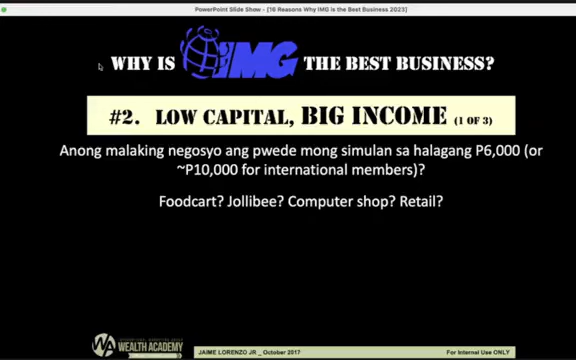 PowerPoint Slide Show - [16 Reasons Why IMG is the Best Business 2023]
WHY IS IMG THE BEST BUSINESS?
#2. LOW CAPITAL, BIG INCOME (1 OF 3)
Anong malaking negosyo ang pwede mong simulan sa halagang P6,000 (or
~P10,000 for international members)?
Foodcart? Jollibee? Computer shop? Retail?
WEALTH ACADEMY
JAIME LORENZO JR _ October 2017
For Internal Use ONLY